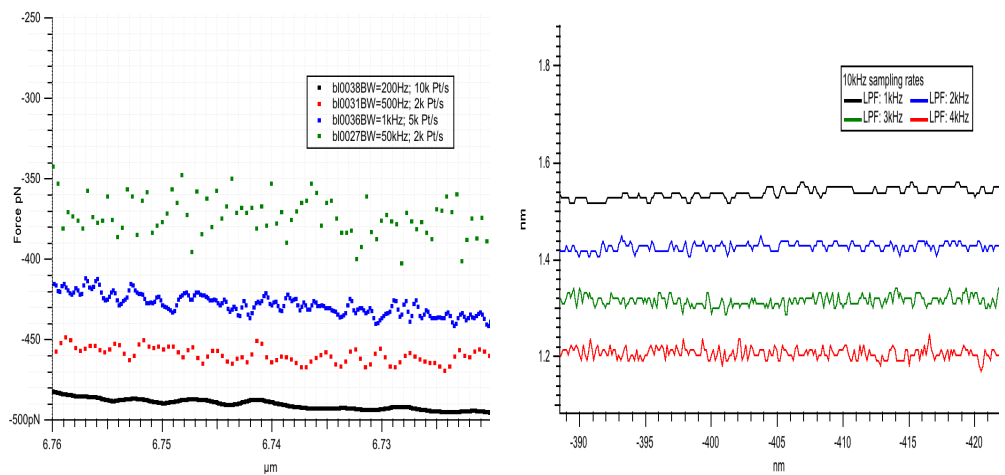 -250
-300
-350
-400
-450
-500pN
Force pN
bl0038BW=200Hz; 10k Pt/s
bl0031BW=500Hz; 2k Pt/s
bl0036BW=1kHz; 5k Pt/s
bl0027BW=50kHz; 2k Pt/s
6.76 6.75 6.74 6.73
µm
1.8
1.6
1.4
1.2
nm
10kHz sampling rates
LPF: 1kHz LPF: 2kHz
LPF: 3kHz LPF: 4kHz
-390 -395 -400 -405 -410 -415 -420
nm